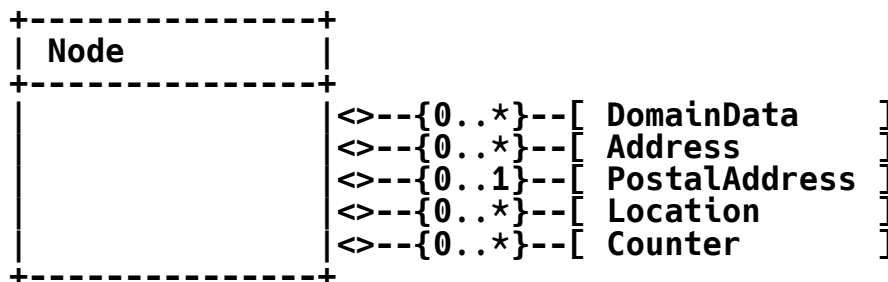 +---------------+
| Node          |
+---------------+
|               |<>--{0..*}--[ DomainData    ]
|               |<>--{0..*}--[ Address       ]
|               |<>--{0..1}--[ PostalAddress ]
|               |<>--{0..*}--[ Location      ]
|               |<>--{0..*}--[ Counter       ]
+---------------+